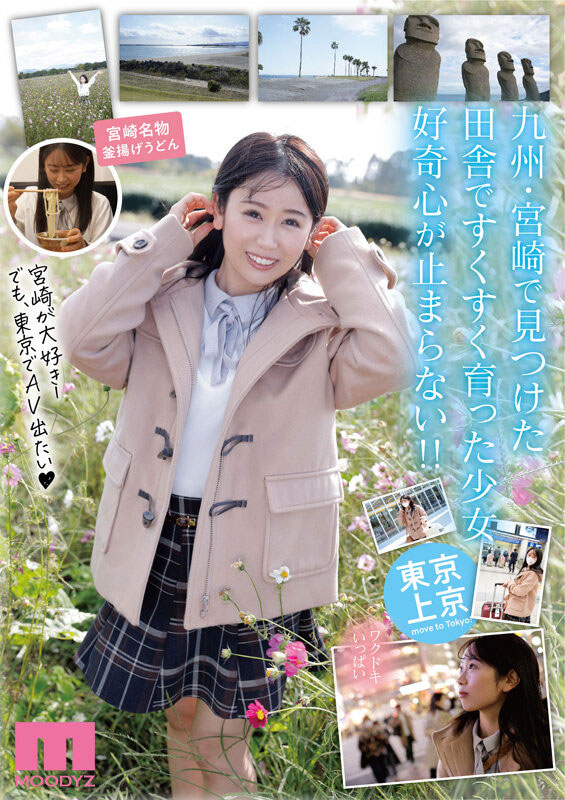 宮崎名物
釜揚げうどん
九州・宮崎で見つけた
田舎ですくすく育った少女
好奇心が止まらない!!
宮崎が大好きー
でも、東京でAV出たい♥
東京
上京
move to Tokyo!
ワクドキ
いっぱい
m
MOODYZ